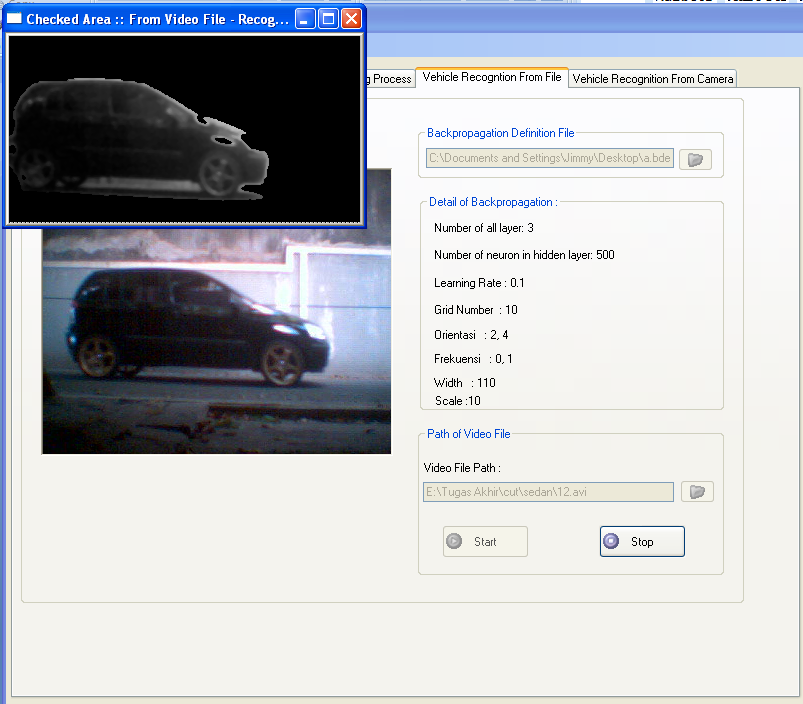 Checked Area :: From Video File - Recog...
g Process
Vehicle Recogntion From File
Vehicle Recognition From Camera
Backpropagation Definition File
C:\Documents and Settings\Jimmy\Desktop\a.bde
Detail of Backpropagation :
Number of all layer: 3
Number of neuron in hidden layer: 500
Learning Rate : 0.1
Grid Number : 10
Orientasi : 2, 4
Frekuensi : 0, 1
Width : 110
Scale :10
Path of Video File
Video File Path :
E:\Tugas Akhir\cut\sedan\12.avi
Start
Stop